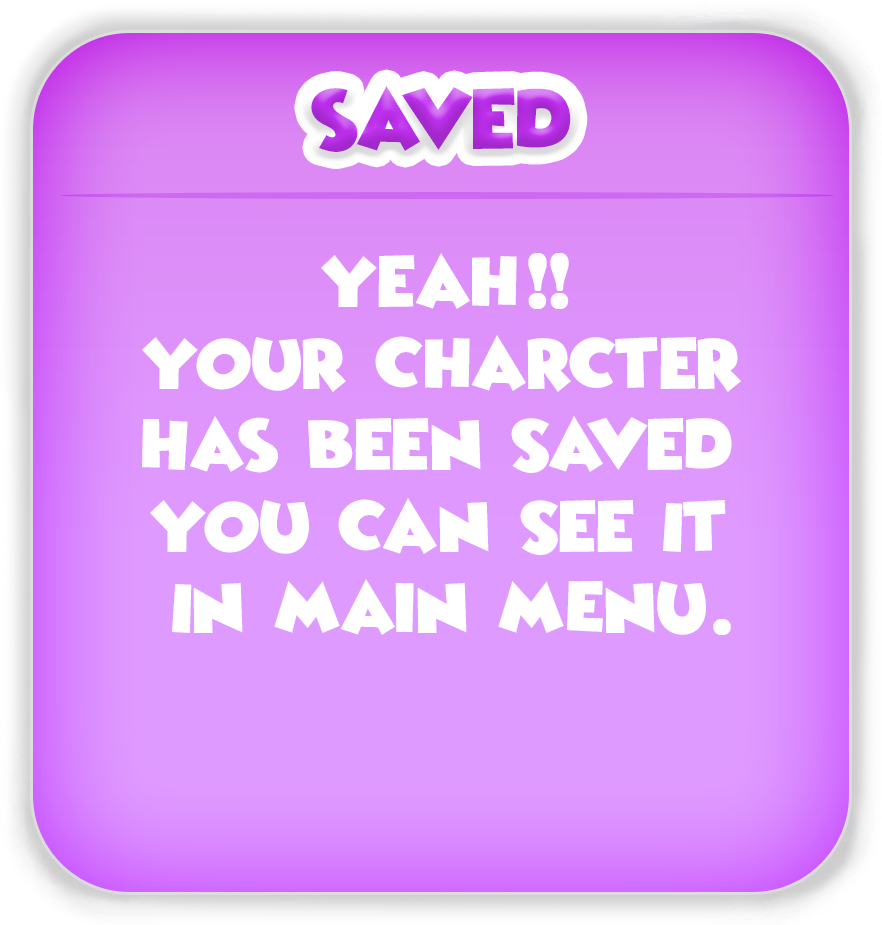 SAVED
YEAH!!
YOUR CHARCTER
HAS BEEN SAVED
YOU CAN SEE IT
IN MAIN MENU.